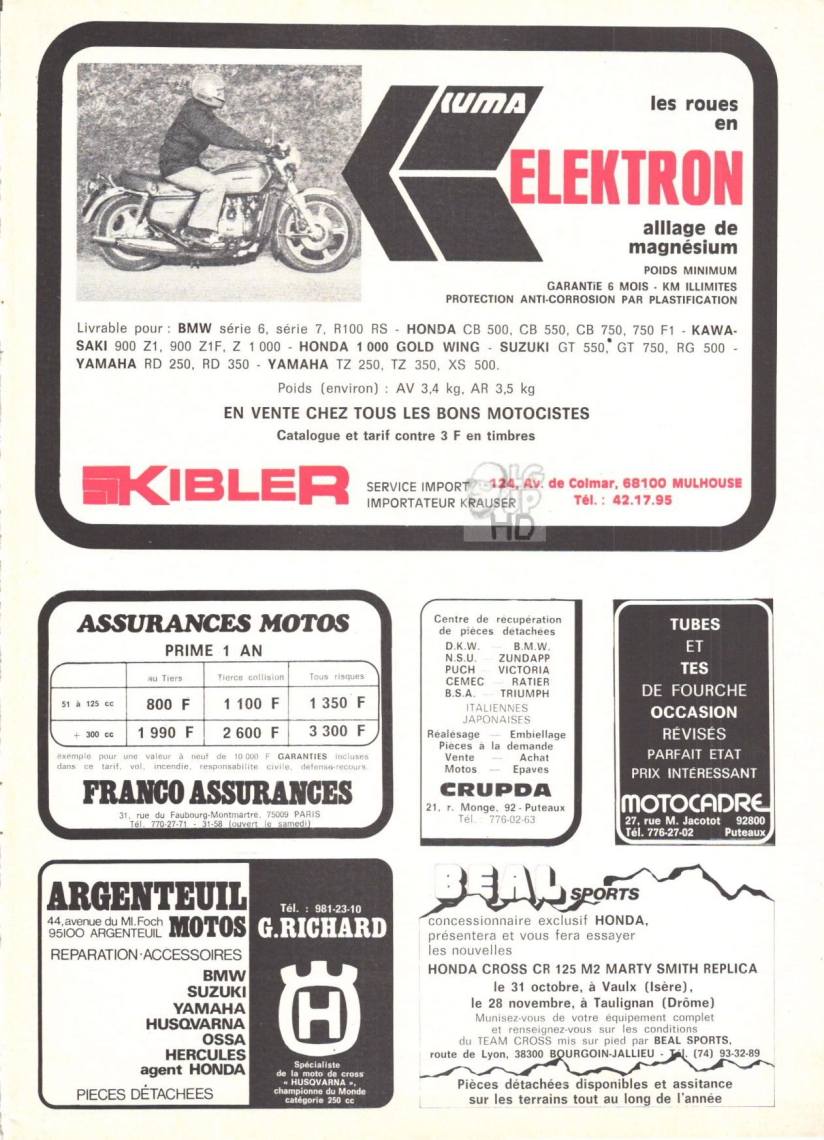 IUMA
les roues
en
ELEKTRON
alllage de
magnésium
POIDS MINIMUM
GARANTiE 6 MOIS - KM ILLIMITES
PROTECTION ANTI-CORROSION PAR PLASTIFICATION
Livrable pour : BMW série 6, série 7, R100 RS - HONDA CB 500, CB 550, CB 750, 750 F1 - KAWA-
SAKI 900 Z1, 900 Z1F, Z 1 000 - HONDA 1 000 GOLD WING - SUZUKI GT 550, GT 750, RG 500 -
YAMAHA RD 250, RD 350 - YAMAHA TZ 250, TZ 350, XS 500.
Poids (environ) : AV 3,4 kg, AR 3,5 kg
EN VENTE CHEZ TOUS LES BONS MOTOCISTES
Catalogue et tarif contre 3 F en timbres
KIBLER
SERVICE IMPORT
IMPORTATEUR KRAUSER
124, Av. de Colmar, 68100 MULHOUSE
Tél. : 42.17.95
HD
ASSURANCES MOTOS
PRIME 1 AN
au Tiers Tierce collision Tous risques
51 à 125 cc 800 F 1 100 F 1 350 F
+ 300 cc 1 990 F 2 600 F 3 300 F
exemple pour une valeur à neuf de 10 000 F GARANTIES incluses
dans ce tarif, vol, incendie, responsabilite civile, défense-recours.
FRANCO ASSURANCES
31, rue du Faubourg-Montmartre, 75009 PARIS
Tél. 770-27-71 - 31-58 (ouvert le samedi)
Centre de récupération
de pièces detachées
D.K.W. — B.M.W.
N.S.U. — ZUNDAPP
PUCH — VICTORIA
CEMEC — RATIER
B.S.A. — TRIUMPH
ITALIENNES
JAPONAISES
Réalésage — Embiellage
Pièces à la demande
Vente — Achat
Motos — Epaves
CRUPDA
21, r. Monge, 92 - Puteaux
Tél. : 776-02-63
TUBES
ET
TES
DE FOURCHE
OCCASION
RÉVISÉS
PARFAIT ETAT
PRIX INTÉRESSANT
MOTOCADRE
27, rue M. Jacotot 92800
Tél. 776-27-02 Puteaux
ARGENTEUIL
44, avenue du Ml. Foch
95100 ARGENTEUIL MOTOS
REPARATION·ACCESSOIRES
BMW
SUZUKI
YAMAHA
HUSQVARNA
OSSA
HERCULES
agent HONDA
PIECES DÉTACHEES
Tél. : 981-23-10
G.RICHARD
H
Spécialiste
de la moto de cross
« HUSQVARNA »,
championne du Monde
catégorie 250 cc
BEAL SPORTS
concessionnaire exclusif HONDA,
présentera et vous fera essayer
les nouvelles
HONDA CROSS CR 125 M2 MARTY SMITH REPLICA
le 31 octobre, à Vaulx (Isère),
le 28 novembre, à Taulignan (Drôme)
Munisez-vous de votre équipement complet
et renseignez-vous sur les conditions
du TEAM CROSS mis sur pied par BEAL SPORTS,
route de Lyon, 38300 BOURGOIN-JALLIEU - Tél. (74) 93-32-89
Pièces détachées disponibles et assitance
sur les terrains tout au long de l'année